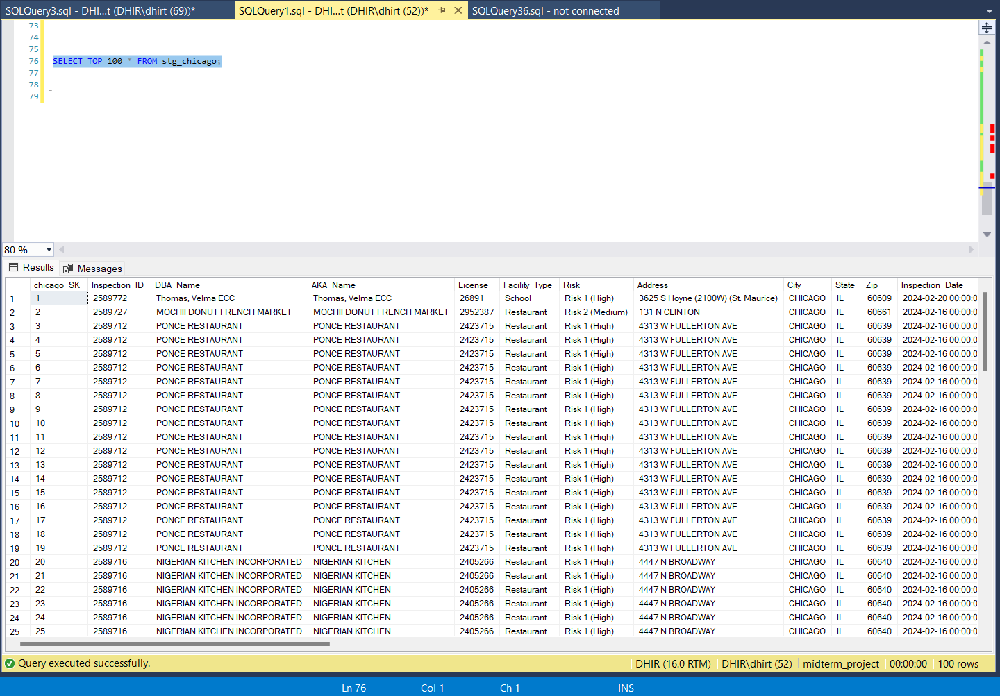 SQLQuery3.sql - DHI...t (DHIR\dhirt (69))* SQLQuery1.sql - DHI...t (DHIR\dhirt (52))* SQLQuery36.sql - not connected
73
74
75
76 SELECT TOP 100 * FROM stg_chicago;
77
78
79
80 %
Results Messages
chicago_SK Inspection_ID DBA_Name AKA_Name License Facility_Type Risk Address City State Zip Inspection_Date
1 1 2589772 Thomas, Velma ECC Thomas, Velma ECC 26891 School Risk 1 (High) 3625 S Hoyne (2100W) (St. Maurice) CHICAGO IL 60609 2024-02-20 00:00:0
2 2 2589727 MOCHII DONUT FRENCH MARKET MOCHII DONUT FRENCH MARKET 2952387 Restaurant Risk 2 (Medium) 131 N CLINTON CHICAGO IL 60661 2024-02-16 00:00:0
3 3 2589712 PONCE RESTAURANT PONCE RESTAURANT 2423715 Restaurant Risk 1 (High) 4313 W FULLERTON AVE CHICAGO IL 60639 2024-02-16 00:00:0
4 4 2589712 PONCE RESTAURANT PONCE RESTAURANT 2423715 Restaurant Risk 1 (High) 4313 W FULLERTON AVE CHICAGO IL 60639 2024-02-16 00:00:0
5 5 2589712 PONCE RESTAURANT PONCE RESTAURANT 2423715 Restaurant Risk 1 (High) 4313 W FULLERTON AVE CHICAGO IL 60639 2024-02-16 00:00:0
6 6 2589712 PONCE RESTAURANT PONCE RESTAURANT 2423715 Restaurant Risk 1 (High) 4313 W FULLERTON AVE CHICAGO IL 60639 2024-02-16 00:00:0
7 7 2589712 PONCE RESTAURANT PONCE RESTAURANT 2423715 Restaurant Risk 1 (High) 4313 W FULLERTON AVE CHICAGO IL 60639 2024-02-16 00:00:0
8 8 2589712 PONCE RESTAURANT PONCE RESTAURANT 2423715 Restaurant Risk 1 (High) 4313 W FULLERTON AVE CHICAGO IL 60639 2024-02-16 00:00:0
9 9 2589712 PONCE RESTAURANT PONCE RESTAURANT 2423715 Restaurant Risk 1 (High) 4313 W FULLERTON AVE CHICAGO IL 60639 2024-02-16 00:00:0
10 10 2589712 PONCE RESTAURANT PONCE RESTAURANT 2423715 Restaurant Risk 1 (High) 4313 W FULLERTON AVE CHICAGO IL 60639 2024-02-16 00:00:0
11 11 2589712 PONCE RESTAURANT PONCE RESTAURANT 2423715 Restaurant Risk 1 (High) 4313 W FULLERTON AVE CHICAGO IL 60639 2024-02-16 00:00:0
12 12 2589712 PONCE RESTAURANT PONCE RESTAURANT 2423715 Restaurant Risk 1 (High) 4313 W FULLERTON AVE CHICAGO IL 60639 2024-02-16 00:00:0
13 13 2589712 PONCE RESTAURANT PONCE RESTAURANT 2423715 Restaurant Risk 1 (High) 4313 W FULLERTON AVE CHICAGO IL 60639 2024-02-16 00:00:0
14 14 2589712 PONCE RESTAURANT PONCE RESTAURANT 2423715 Restaurant Risk 1 (High) 4313 W FULLERTON AVE CHICAGO IL 60639 2024-02-16 00:00:0
15 15 2589712 PONCE RESTAURANT PONCE RESTAURANT 2423715 Restaurant Risk 1 (High) 4313 W FULLERTON AVE CHICAGO IL 60639 2024-02-16 00:00:0
16 16 2589712 PONCE RESTAURANT PONCE RESTAURANT 2423715 Restaurant Risk 1 (High) 4313 W FULLERTON AVE CHICAGO IL 60639 2024-02-16 00:00:0
17 17 2589712 PONCE RESTAURANT PONCE RESTAURANT 2423715 Restaurant Risk 1 (High) 4313 W FULLERTON AVE CHICAGO IL 60639 2024-02-16 00:00:0
18 18 2589712 PONCE RESTAURANT PONCE RESTAURANT 2423715 Restaurant Risk 1 (High) 4313 W FULLERTON AVE CHICAGO IL 60639 2024-02-16 00:00:0
19 19 2589712 PONCE RESTAURANT PONCE RESTAURANT 2423715 Restaurant Risk 1 (High) 4313 W FULLERTON AVE CHICAGO IL 60639 2024-02-16 00:00:0
20 20 2589716 NIGERIAN KITCHEN INCORPORATED NIGERIAN KITCHEN 2405266 Restaurant Risk 1 (High) 4447 N BROADWAY CHICAGO IL 60640 2024-02-16 00:00:0
21 21 2589716 NIGERIAN KITCHEN INCORPORATED NIGERIAN KITCHEN 2405266 Restaurant Risk 1 (High) 4447 N BROADWAY CHICAGO IL 60640 2024-02-16 00:00:0
22 22 2589716 NIGERIAN KITCHEN INCORPORATED NIGERIAN KITCHEN 2405266 Restaurant Risk 1 (High) 4447 N BROADWAY CHICAGO IL 60640 2024-02-16 00:00:0
23 23 2589716 NIGERIAN KITCHEN INCORPORATED NIGERIAN KITCHEN 2405266 Restaurant Risk 1 (High) 4447 N BROADWAY CHICAGO IL 60640 2024-02-16 00:00:0
24 24 2589716 NIGERIAN KITCHEN INCORPORATED NIGERIAN KITCHEN 2405266 Restaurant Risk 1 (High) 4447 N BROADWAY CHICAGO IL 60640 2024-02-16 00:00:0
25 25 2589716 NIGERIAN KITCHEN INCORPORATED NIGERIAN KITCHEN 2405266 Restaurant Risk 1 (High) 4447 N BROADWAY CHICAGO IL 60640 2024-02-16 00:00:0
Query executed successfully. DHIR (16.0 RTM) DHIR\dhirt (52) midterm_project 00:00:00 100 rows
Ln 76 Col 1 Ch 1 INS